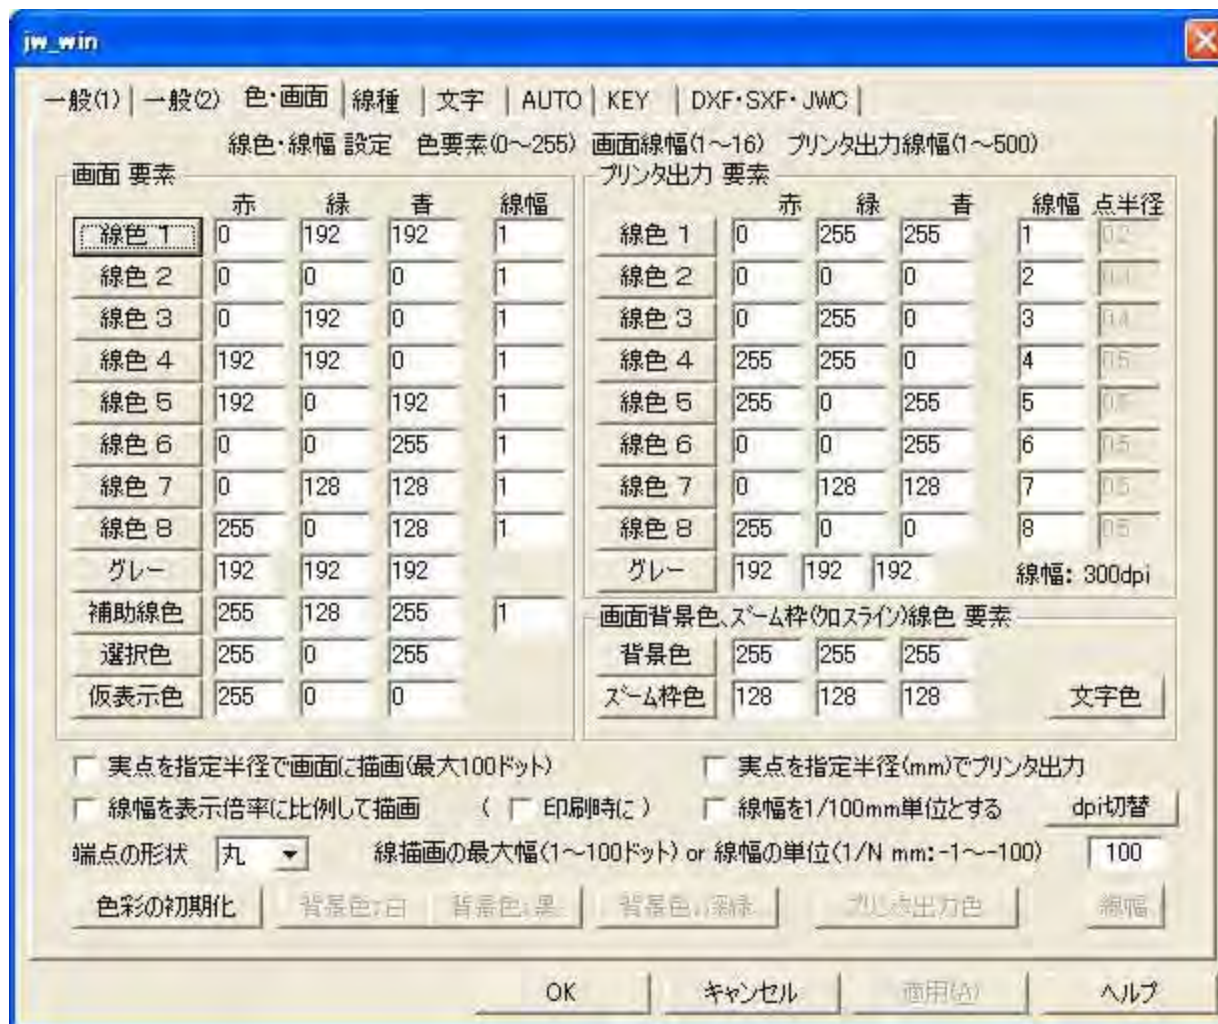 jw_win
一般(1) 一般(2) 色・画面 線種 文字 AUTO KEY DXF・SXF・JWC
線色・線幅 設定 色要素(0～255) 画面線幅(1～16) プリンタ出力線幅(1～500)
画面 要素
赤 緑 青 線幅
線色 1 0 192 192 1
線色 2 0 0 0 1
線色 3 0 192 0 1
線色 4 192 192 0 1
線色 5 192 0 192 1
線色 6 0 0 255 1
線色 7 0 128 128 1
線色 8 255 0 128 1
グレー 192 192 192
補助線色 255 128 255 1
選択色 255 0 255
仮表示色 255 0 0
プリンタ出力 要素
赤 緑 青 線幅 点半径
線色 1 0 255 255 1
線色 2 0 0 0 2
線色 3 0 255 0 3
線色 4 255 255 0 4 0.5
線色 5 255 0 255 5
線色 6 0 0 255 6 0.5
線色 7 0 128 128 7 0.5
線色 8 255 0 0 8 0.5
グレー 192 192 192 線幅: 300dpi
画面背景色、ズーム枠(クロスライン)線色 要素
背景色 255 255 255
ズーム枠色 128 128 128 文字色
実点を指定半径で画面に描画(最大100ドット) 実点を指定半径(mm)でプリンタ出力
線幅を表示倍率に比例して描画 ( 印刷時に ) 線幅を1/100mm単位とする dpi切替
端点の形状 丸 線描画の最大幅(1～100ドット) or 線幅の単位(1/N mm:-1～-100) 100
色彩の初期化 背景色:白 背景色:黒 背景色:深緑 プリンタ出力色 線幅
OK キャンセル 適用(A) ヘルプ